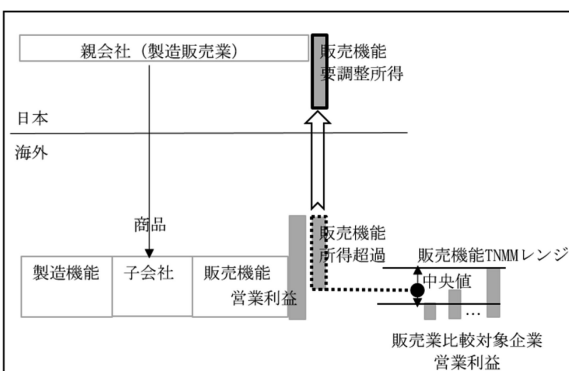 親会社（製造販売業）
販売機能
要調整所得
日本
海外
商品
販売機能
所得超過
販売機能TNMMレンジ
製造機能
子会社
販売機能
営業利益
中央値
…
販売業比較対象企業
営業利益